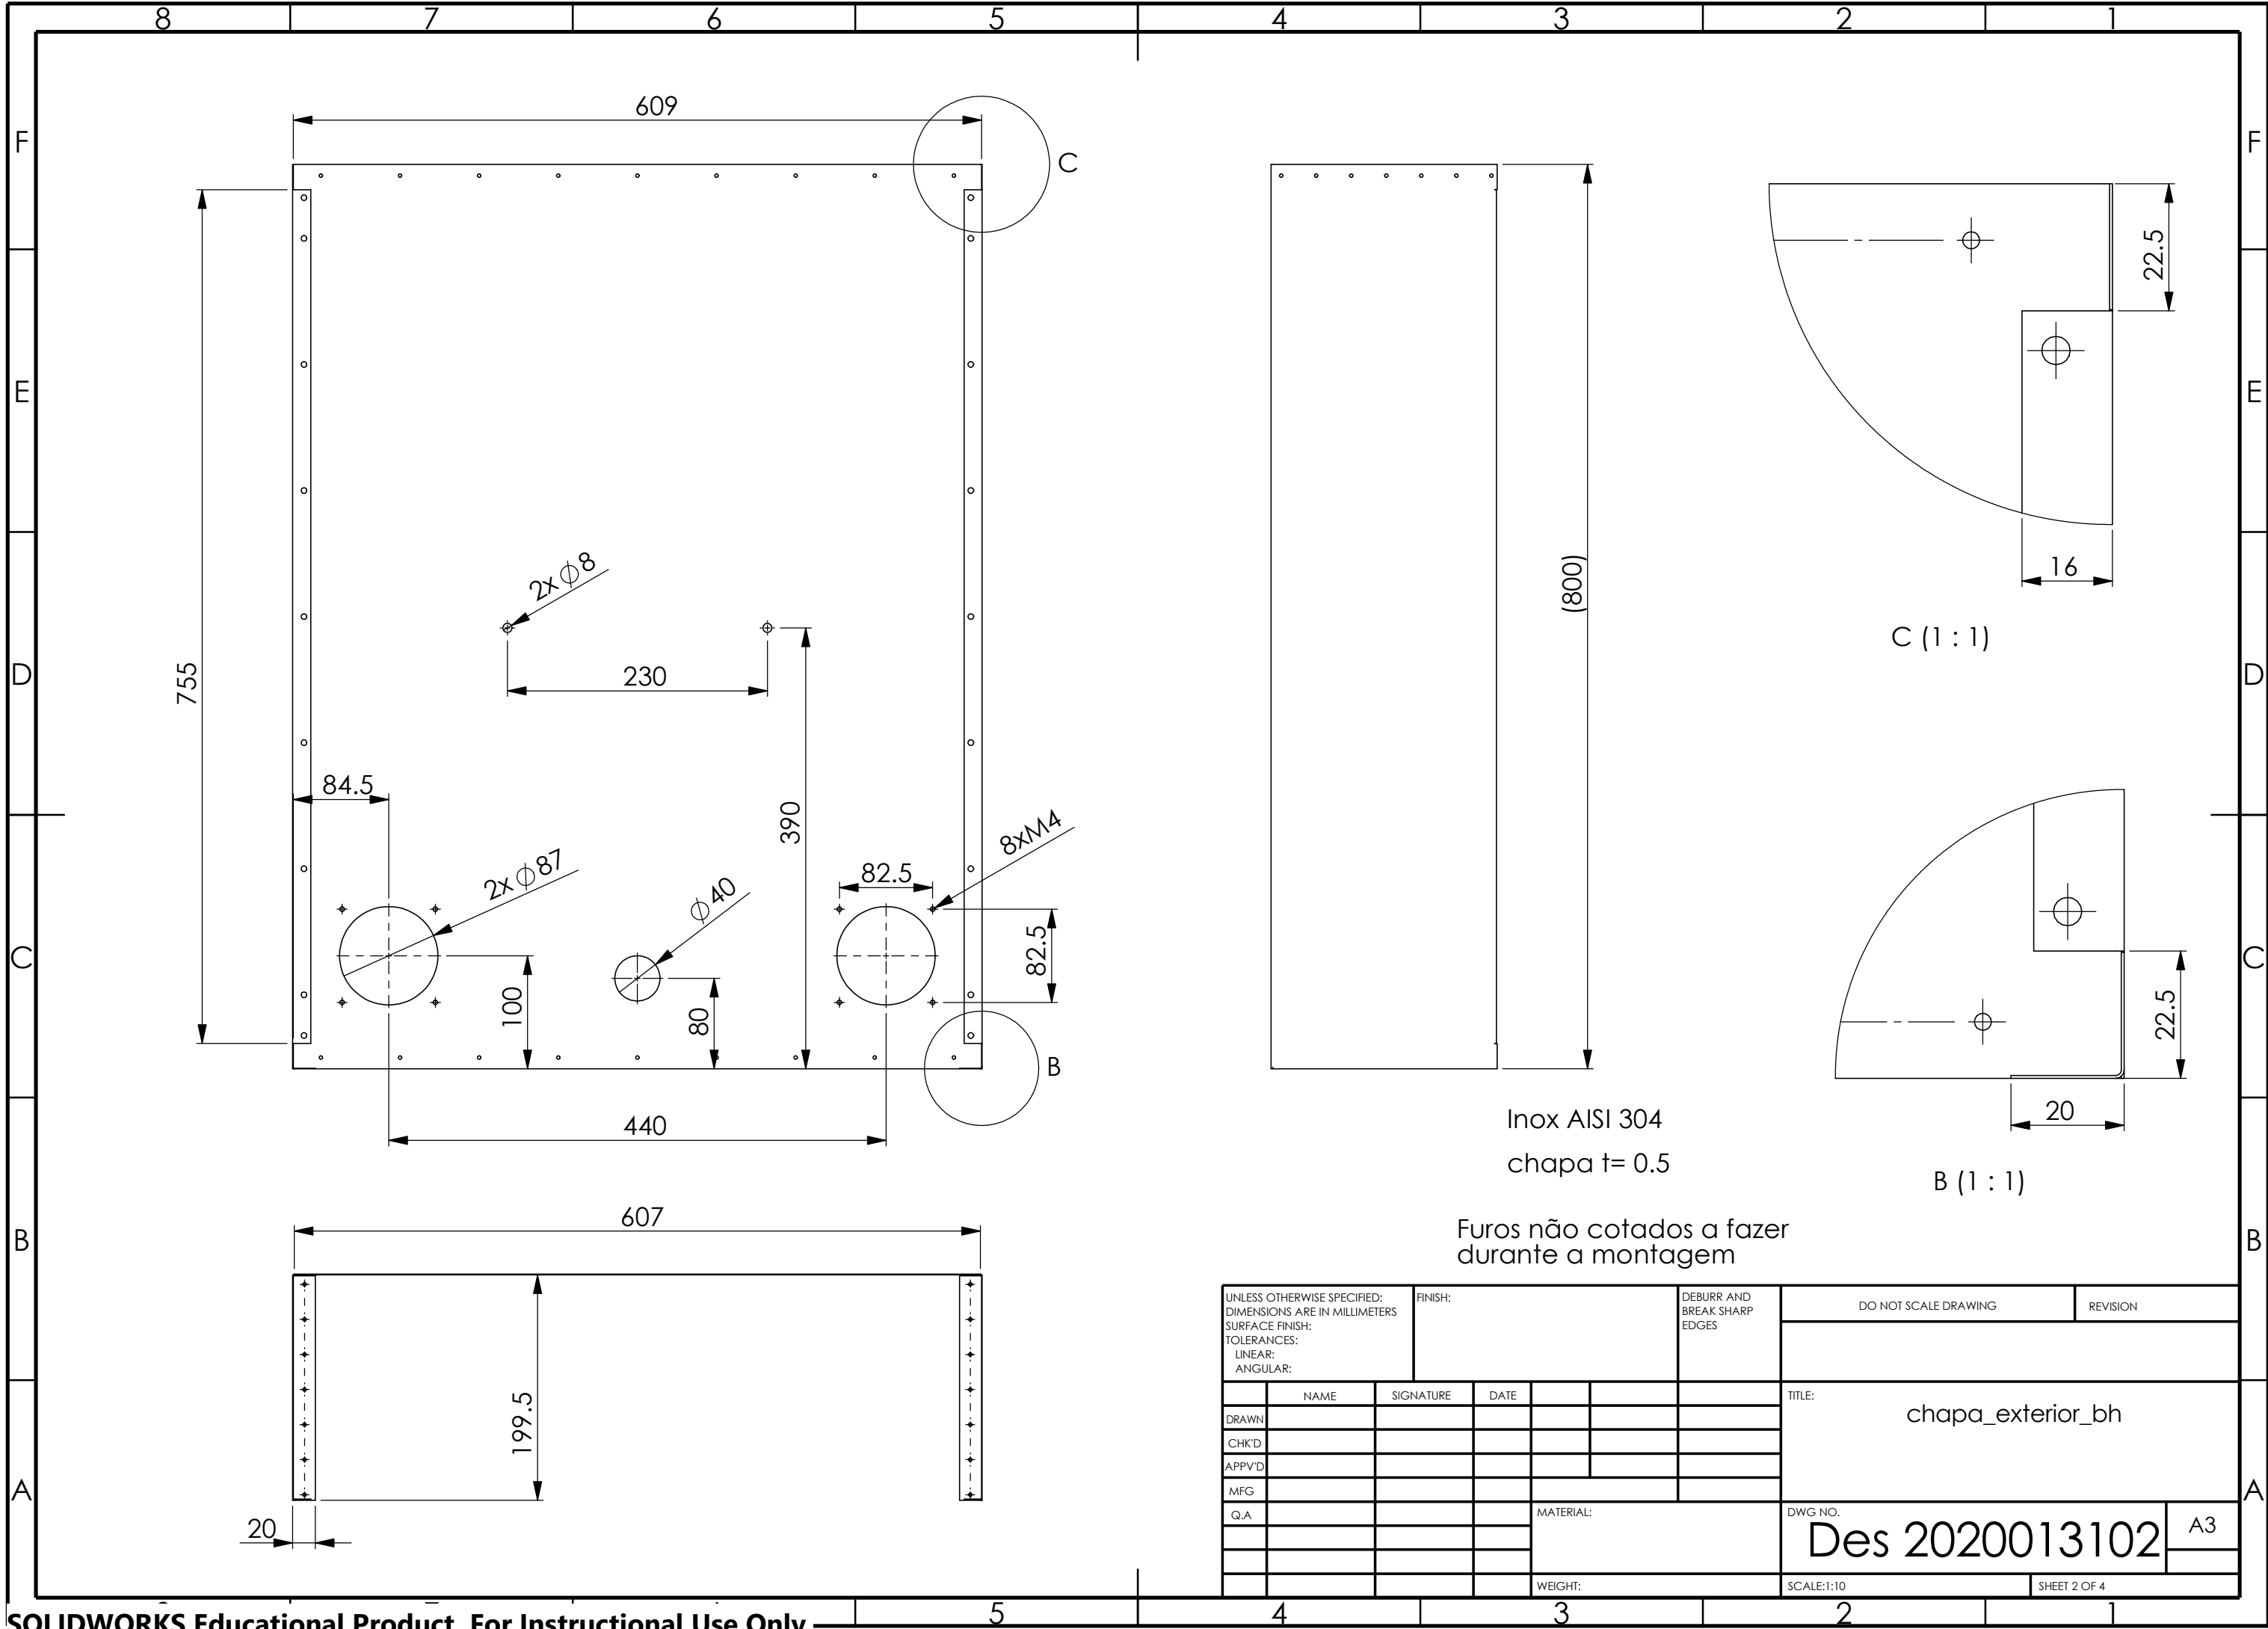 8 7 6 5 4 3 2 1
F F
E E
D D
C C
B B
A A
609
C
755
2x ∅8
230
84.5
390
2x ∅87
∅40
82.5
8xM4
82.5
100
80
B
440
(800)
22.5
16
C (1 : 1)
22.5
20
B (1 : 1)
607
199.5
20
Inox AISI 304
chapa t= 0.5
Furos não cotados a fazer
durante a montagem
UNLESS OTHERWISE SPECIFIED:
DIMENSIONS ARE IN MILLIMETERS
SURFACE FINISH:
TOLERANCES:
LINEAR:
ANGULAR:
FINISH:
DEBURR AND
BREAK SHARP
EDGES
DO NOT SCALE DRAWING
REVISION
NAME SIGNATURE DATE
DRAWN
CHK'D
APPV'D
MFG
Q.A
TITLE:
chapa_exterior_bh
MATERIAL:
DWG NO.
Des 2020013102
A3
WEIGHT:
SCALE:1:10
SHEET 2 OF 4
5 4 3 2 1
SOLIDWORKS Educational Product. For Instructional Use Only.